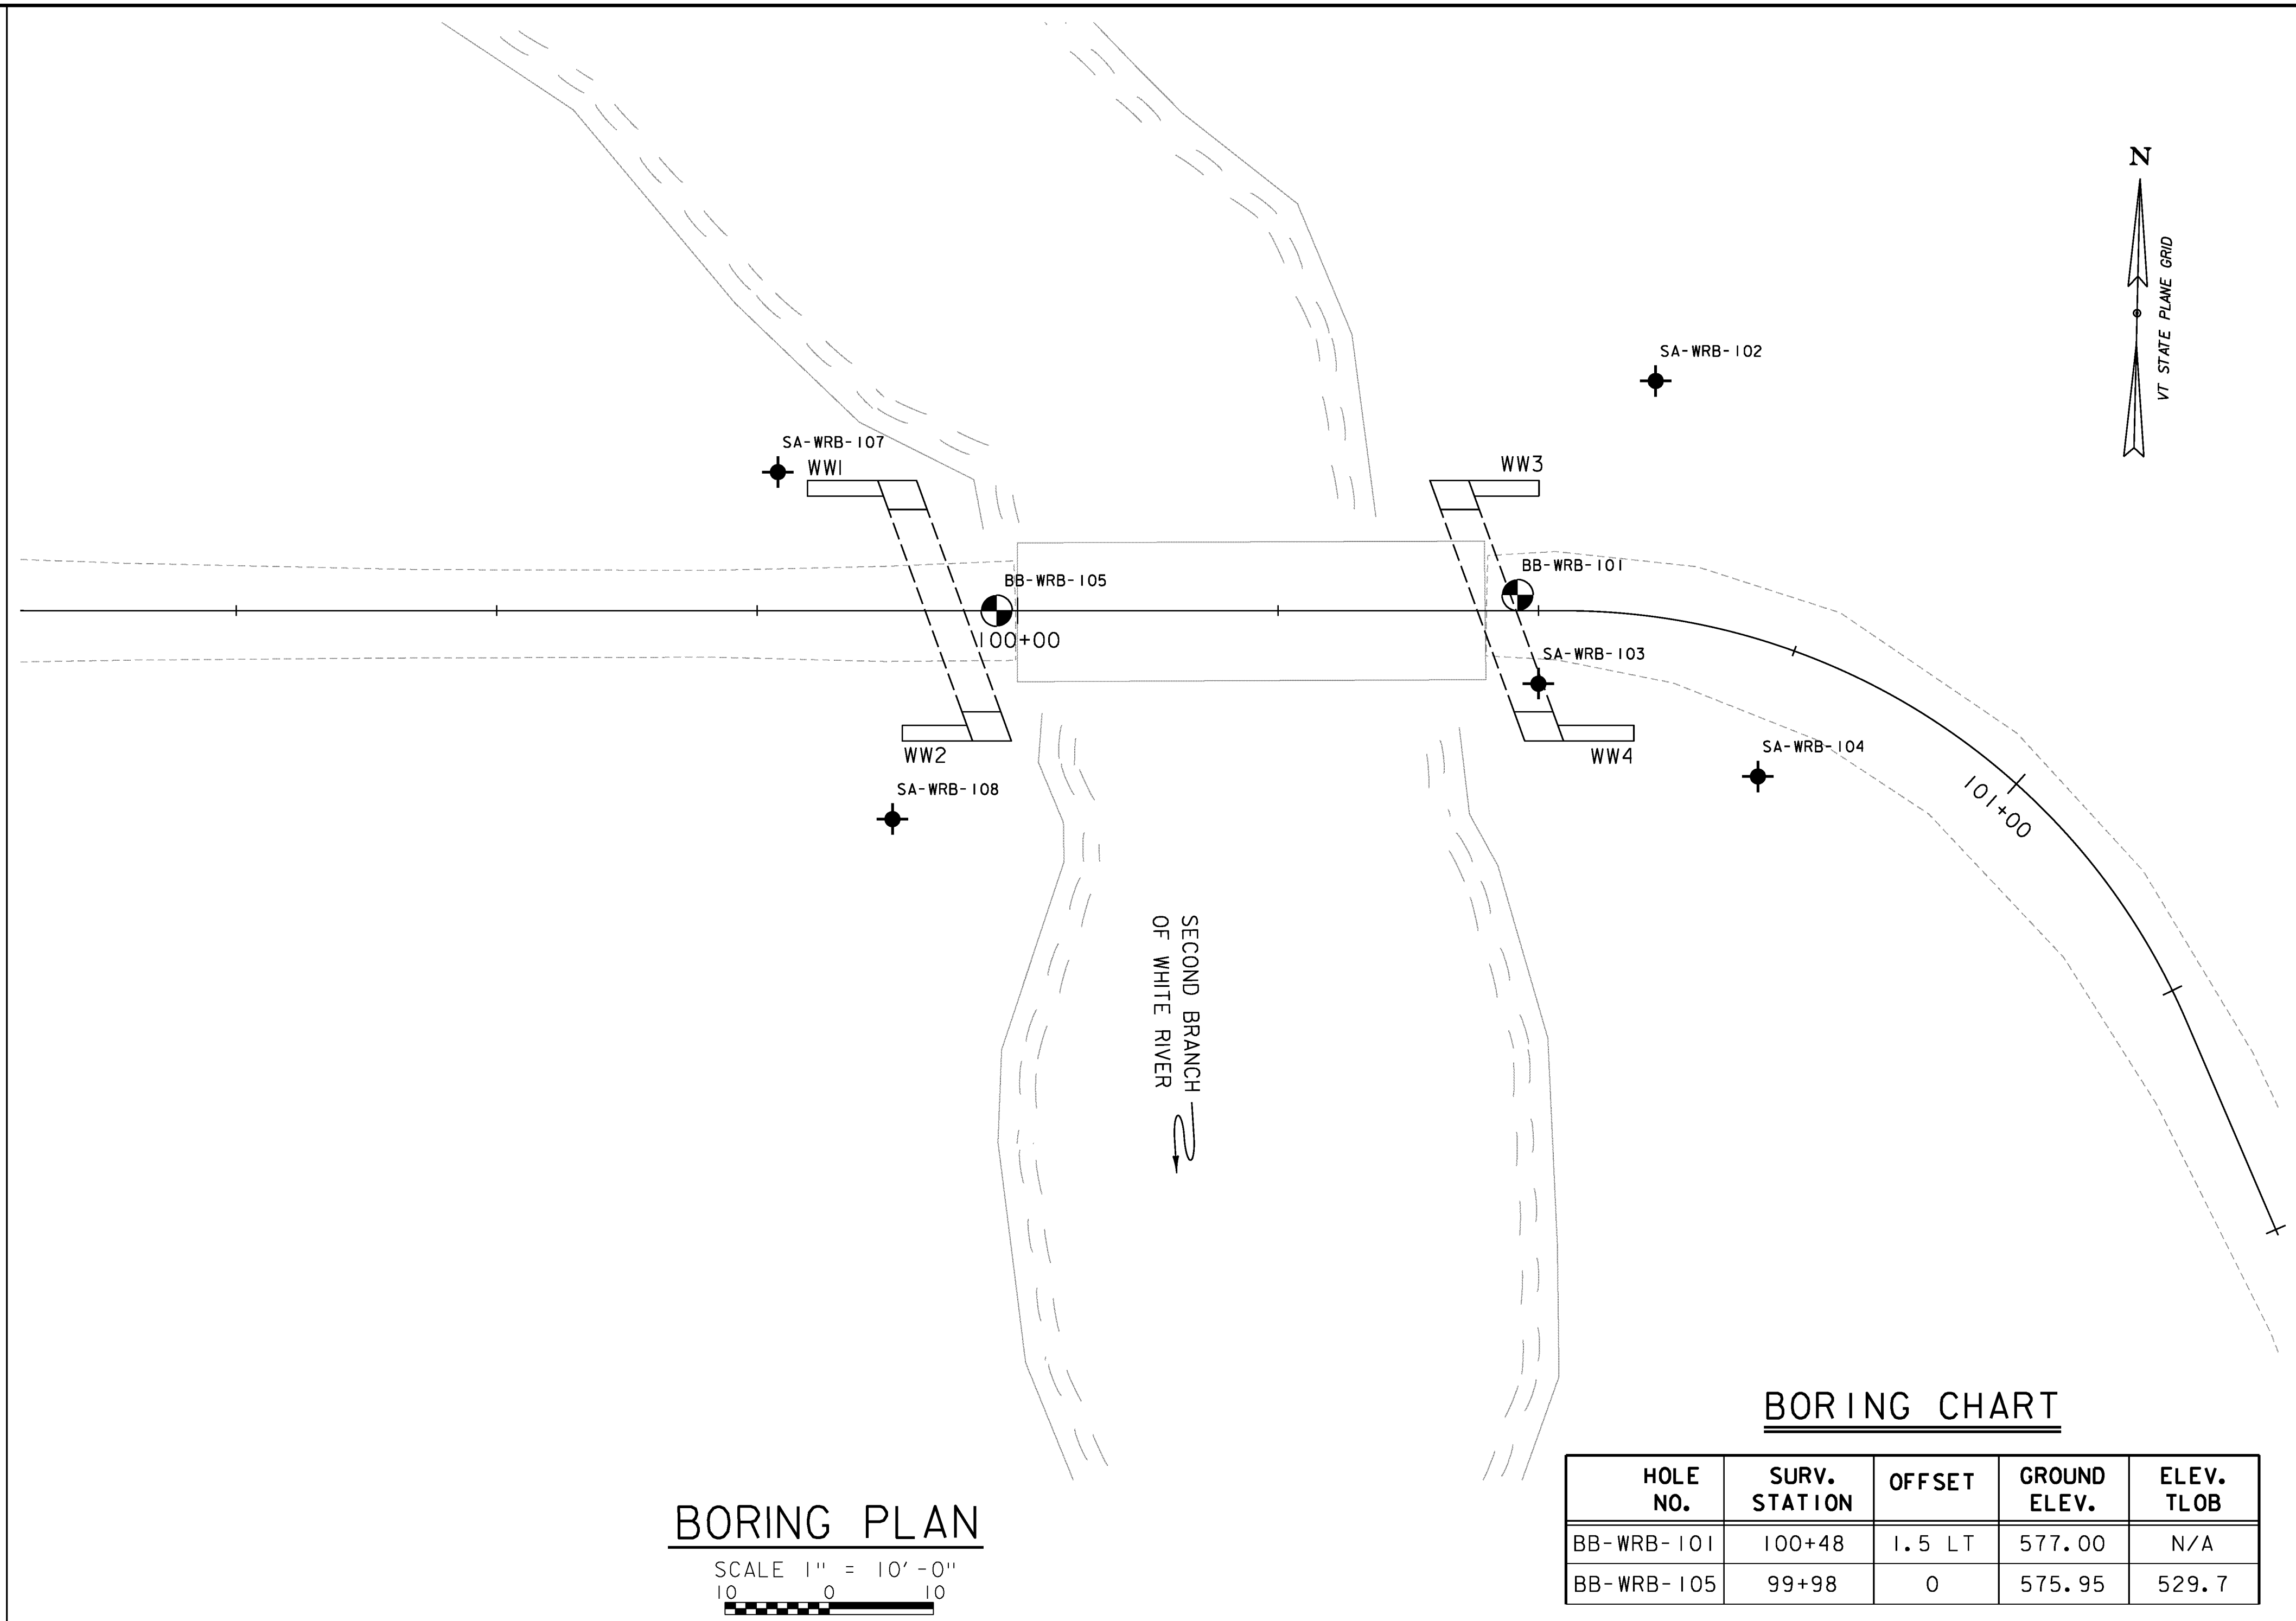 N
VT STATE PLANE GRID
SA-WRB-102
SA-WRB-107
WW1
WW3
BB-WRB-105
BB-WRB-101
100+00
SA-WRB-103
WW2
WW4
SA-WRB-104
SA-WRB-108
101+00
SECOND BRANCH
OF WHITE RIVER
BORING CHART
HOLE NO. SURV. STATION OFFSET GROUND ELEV. ELEV. TLOB
BB-WRB-101 100+48 1.5 LT 577.00 N/A
BB-WRB-105 99+98 0 575.95 529.7
BORING PLAN
SCALE 1" = 10'-0"
10 0 10